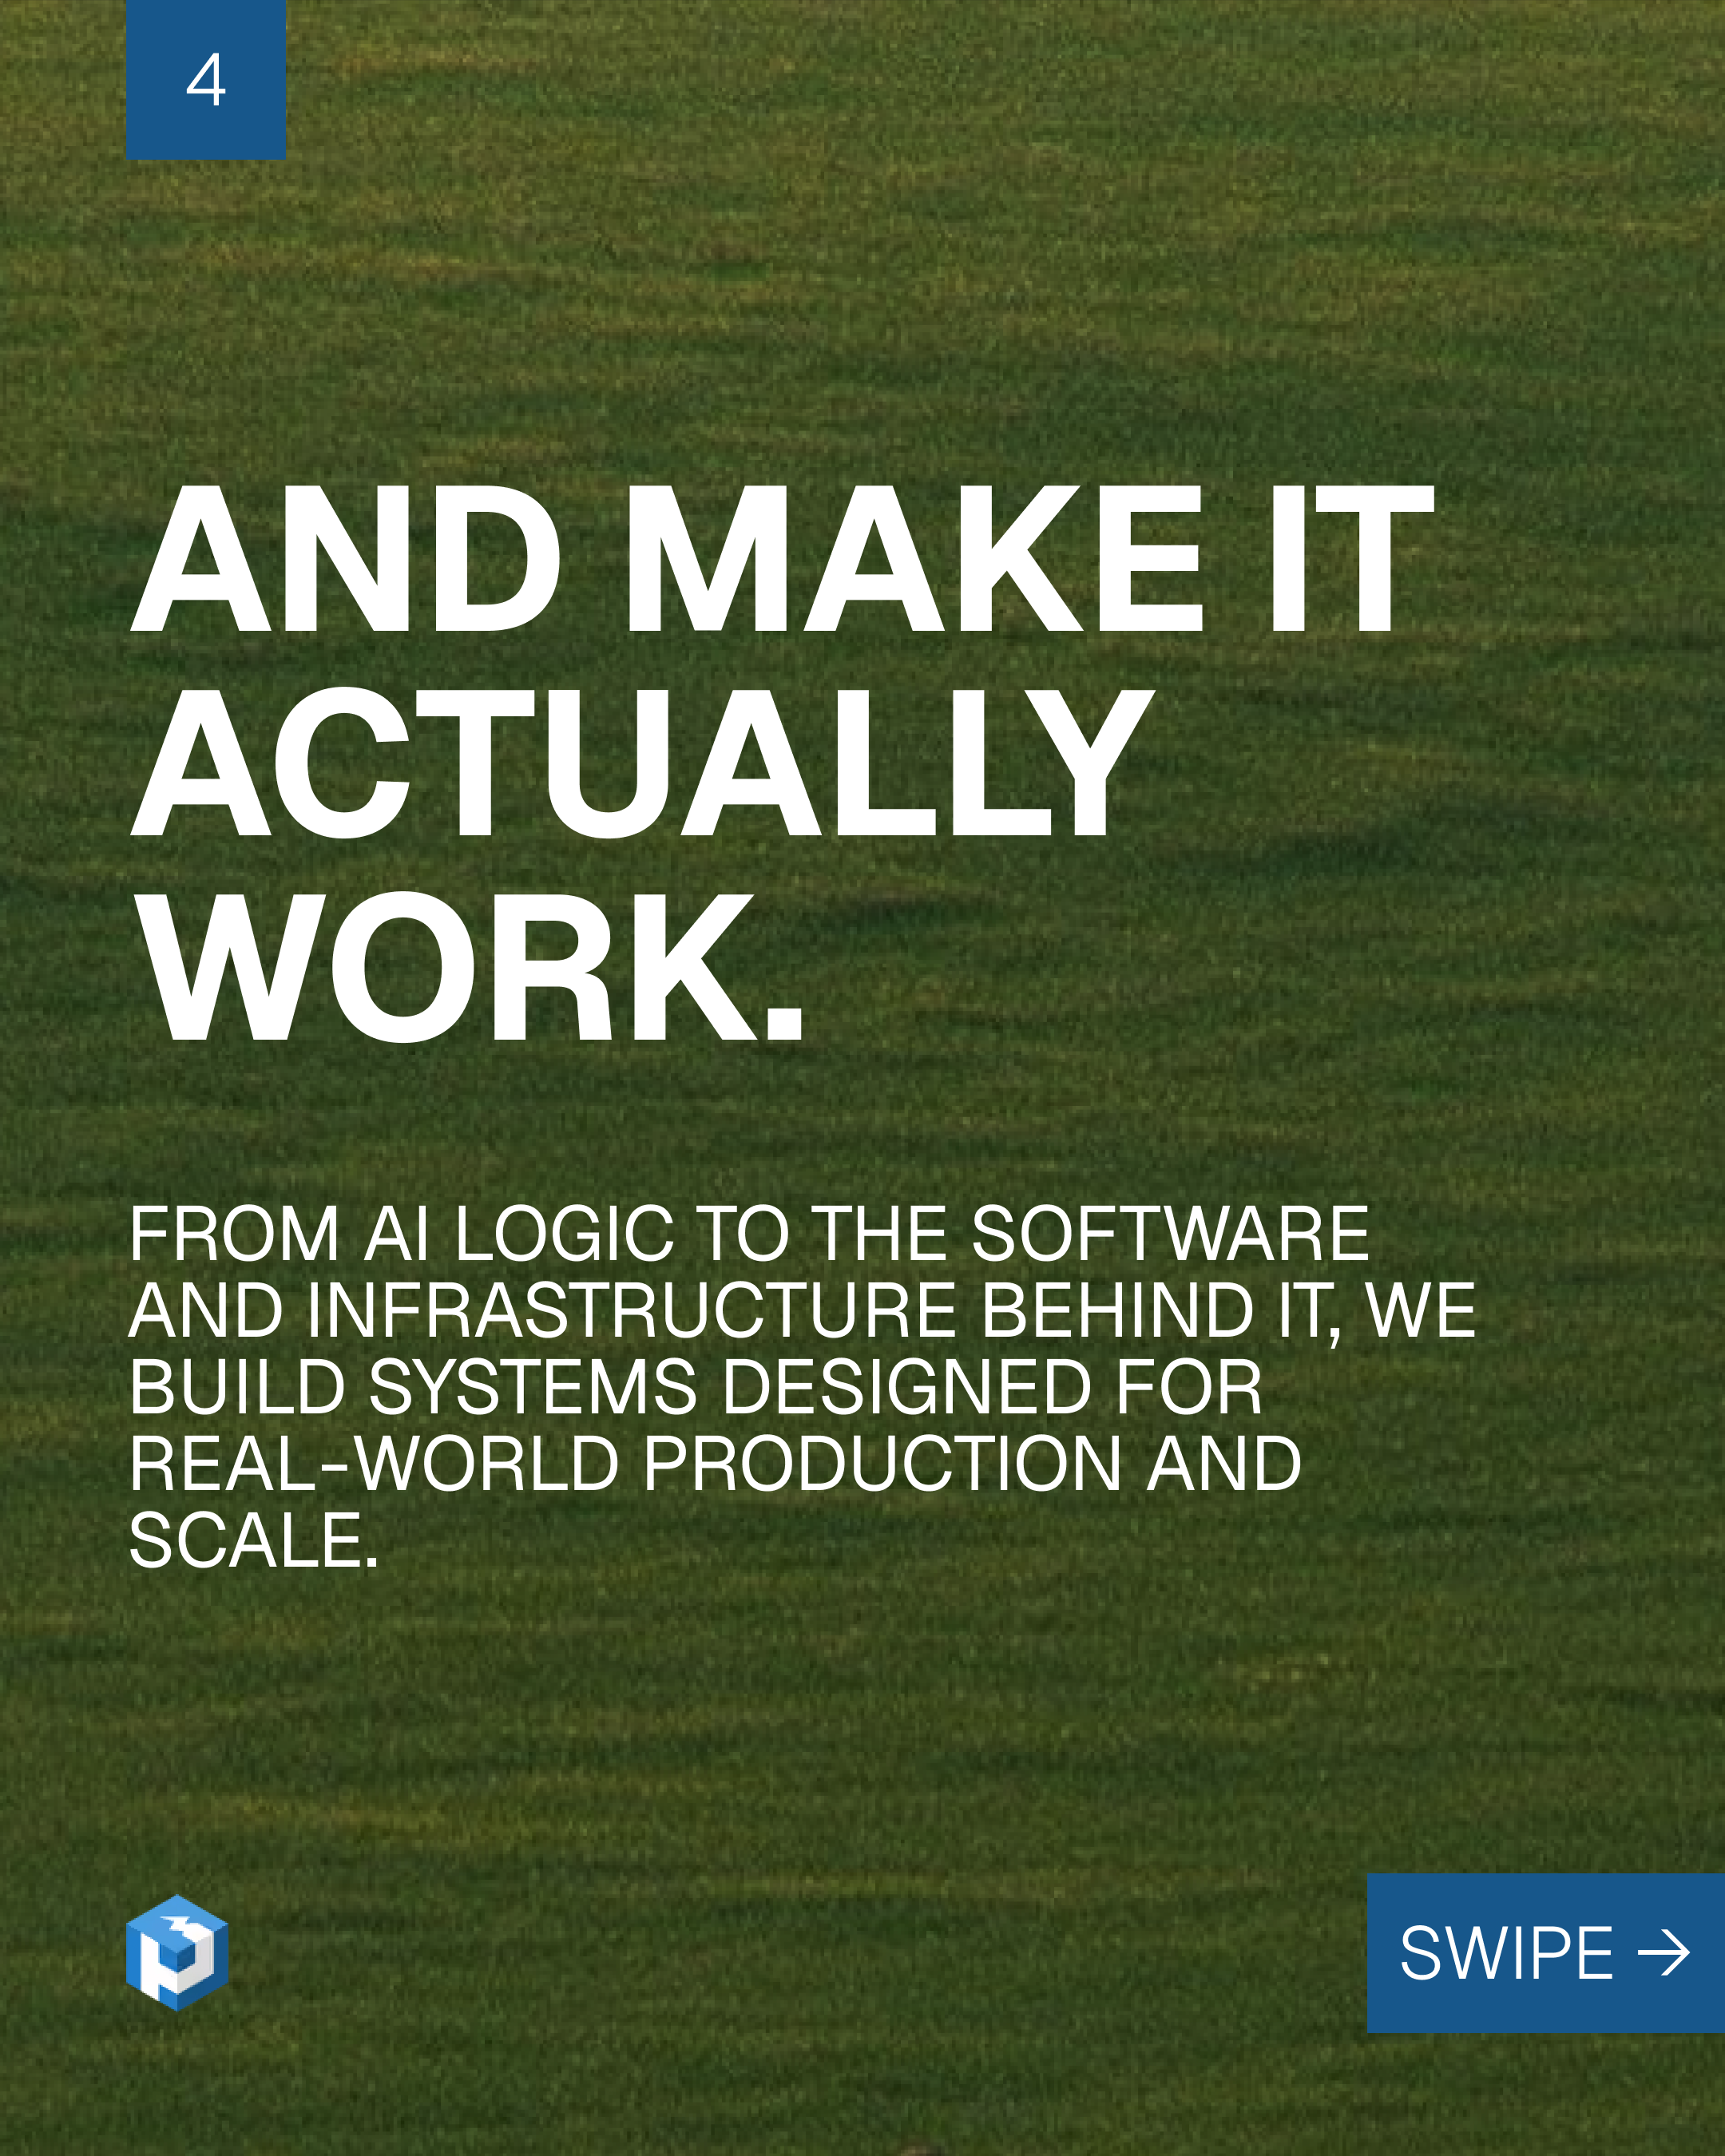 4
AND MAKE IT
ACTUALLY
WORK.
FROM AI LOGIC TO THE SOFTWARE
AND INFRASTRUCTURE BEHIND IT, WE
BUILD SYSTEMS DESIGNED FOR
REAL-WORLD PRODUCTION AND
SCALE.
SWIPE →